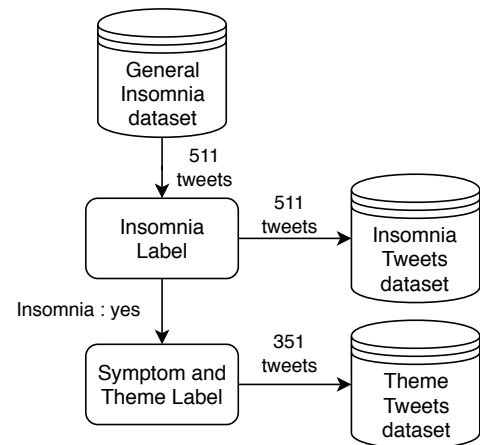 General
Insomnia
dataset
511
tweets
Insomnia
Label
511
tweets
Insomnia
Tweets
dataset
Insomnia : yes
Symptom and
Theme Label
351
tweets
Theme
Tweets
dataset